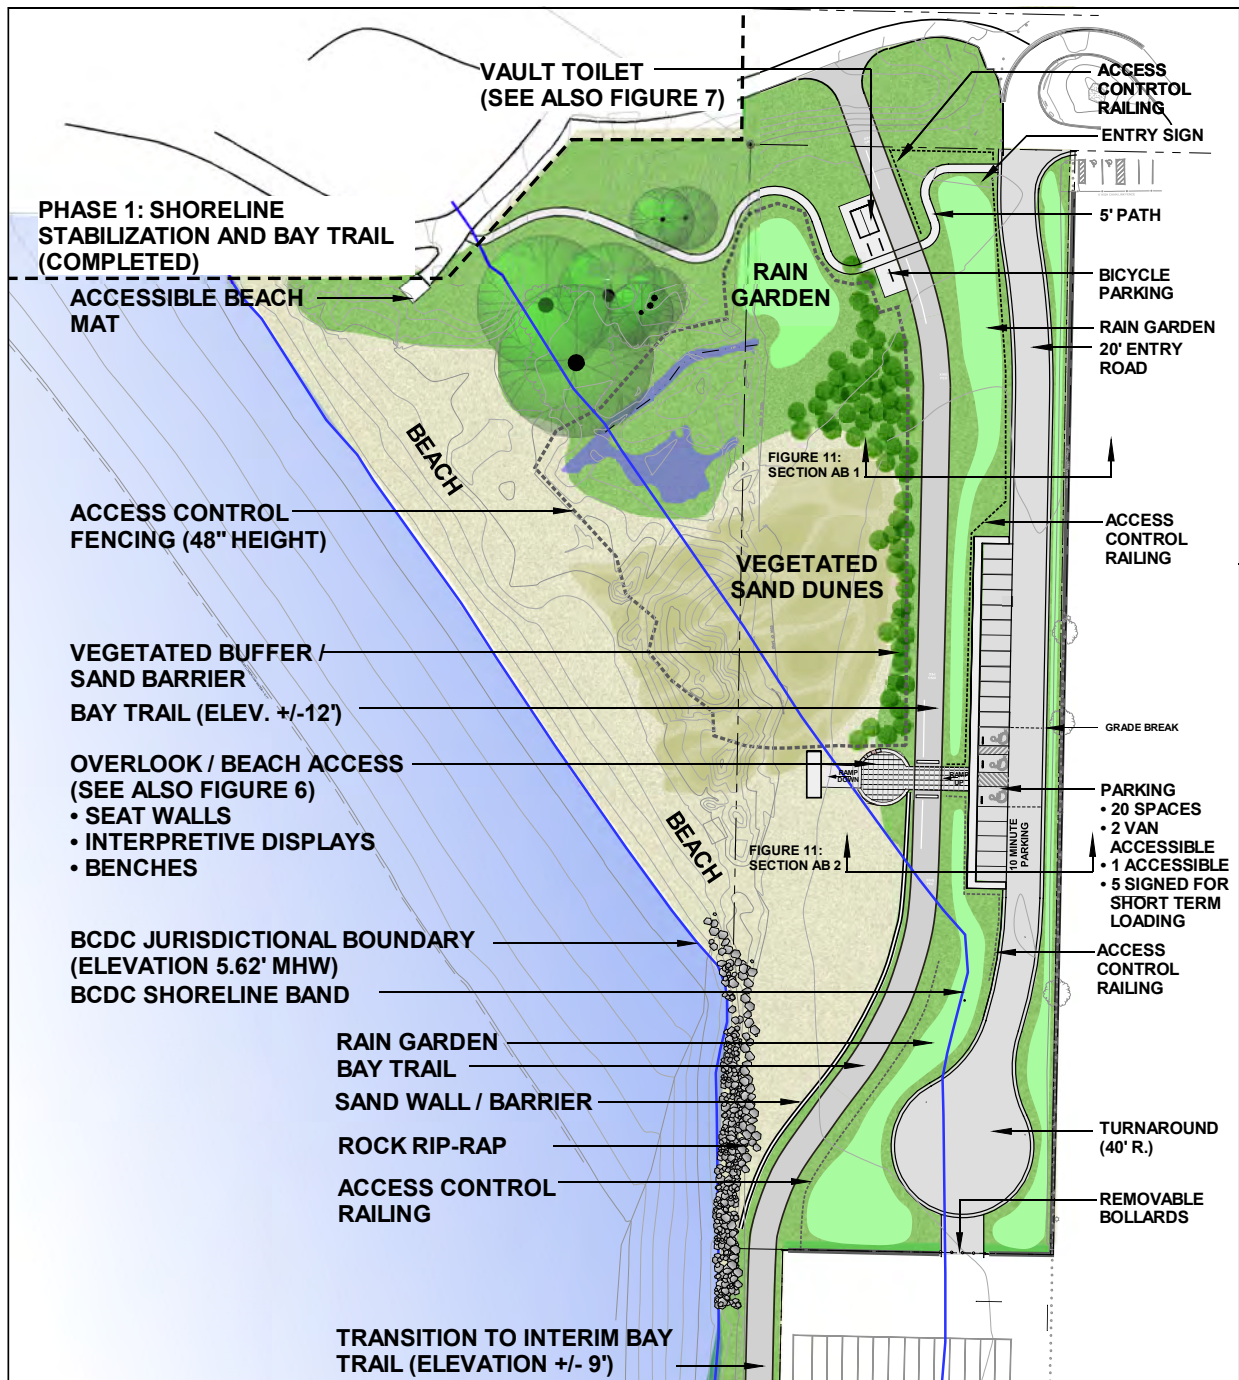 VAULT TOILET
(SEE ALSO FIGURE 7)
ACCESS
CONTRTOL
RAILING
ENTRY SIGN
PHASE 1: SHORELINE
STABILIZATION AND BAY TRAIL
(COMPLETED)
5' PATH
RAIN
GARDEN
BICYCLE
PARKING
ACCESSIBLE BEACH
MAT
RAIN GARDEN
20' ENTRY
ROAD
BEACH
FIGURE 11:
SECTION AB 1
ACCESS CONTROL
FENCING (48" HEIGHT)
ACCESS
CONTROL
RAILING
VEGETATED
SAND DUNES
VEGETATED BUFFER /
SAND BARRIER
BAY TRAIL (ELEV. +/-12')
GRADE BREAK
OVERLOOK / BEACH ACCESS
(SEE ALSO FIGURE 6)
• SEAT WALLS
• INTERPRETIVE DISPLAYS
• BENCHES
RAMP
DOWN
RAMP
UP
PARKING
• 20 SPACES
• 2 VAN
ACCESSIBLE
• 1 ACCESSIBLE
• 5 SIGNED FOR
SHORT TERM
LOADING
10 MINUTE
PARKING
BEACH
FIGURE 11:
SECTION AB 2
BCDC JURISDICTIONAL BOUNDARY
(ELEVATION 5.62' MHW)
BCDC SHORELINE BAND
ACCESS
CONTROL
RAILING
RAIN GARDEN
BAY TRAIL
SAND WALL / BARRIER
ROCK RIP-RAP
TURNAROUND
(40' R.)
ACCESS CONTROL
RAILING
REMOVABLE
BOLLARDS
TRANSITION TO INTERIM BAY
TRAIL (ELEVATION +/- 9')